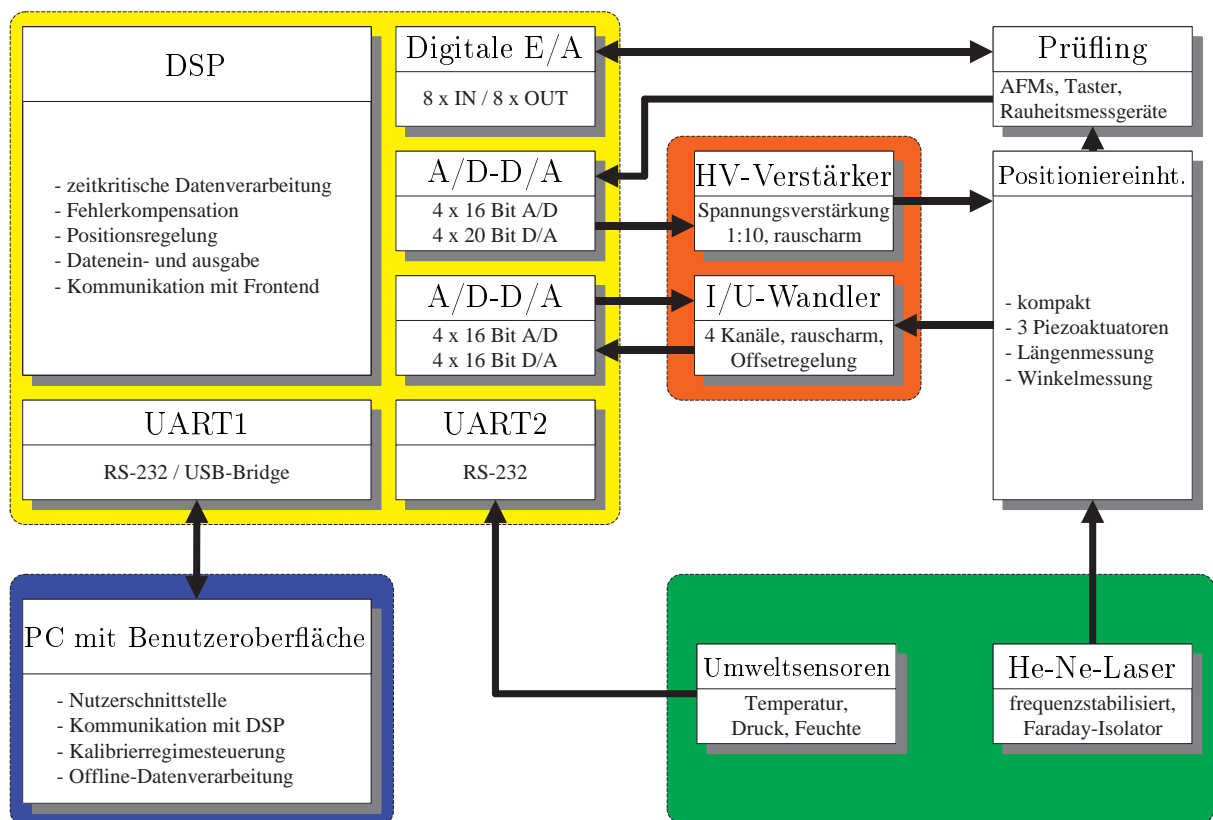 DSP
- zeitkritische Datenverarbeitung
- Fehlerkompensation
- Positionsregelung
- Datenein- und ausgabe
- Kommunikation mit Frontend
Digitale E/A
8 x IN / 8 x OUT
A/D-D/A
4 x 16 Bit A/D
4 x 20 Bit D/A
A/D-D/A
4 x 16 Bit A/D
4 x 16 Bit D/A
UART1
RS-232 / USB-Bridge
UART2
RS-232
HV-Verstärker
Spannungsverstärkung
1:10, rauscharm
I/U-Wandler
4 Kanäle, rauscharm,
Offsetregelung
Prüfling
AFMs, Taster,
Rauheitsmessgeräte
Positioniereinht.
- kompakt
- 3 Piezoaktuatoren
- Längenmessung
- Winkelmessung
PC mit Benutzeroberfläche
- Nutzerschnittstelle
- Kommunikation mit DSP
- Kalibrierregimesteuerung
- Offline-Datenverarbeitung
Umweltsensoren
Temperatur,
Druck, Feuchte
He-Ne-Laser
frequenzstabilisiert,
Faraday-Isolator